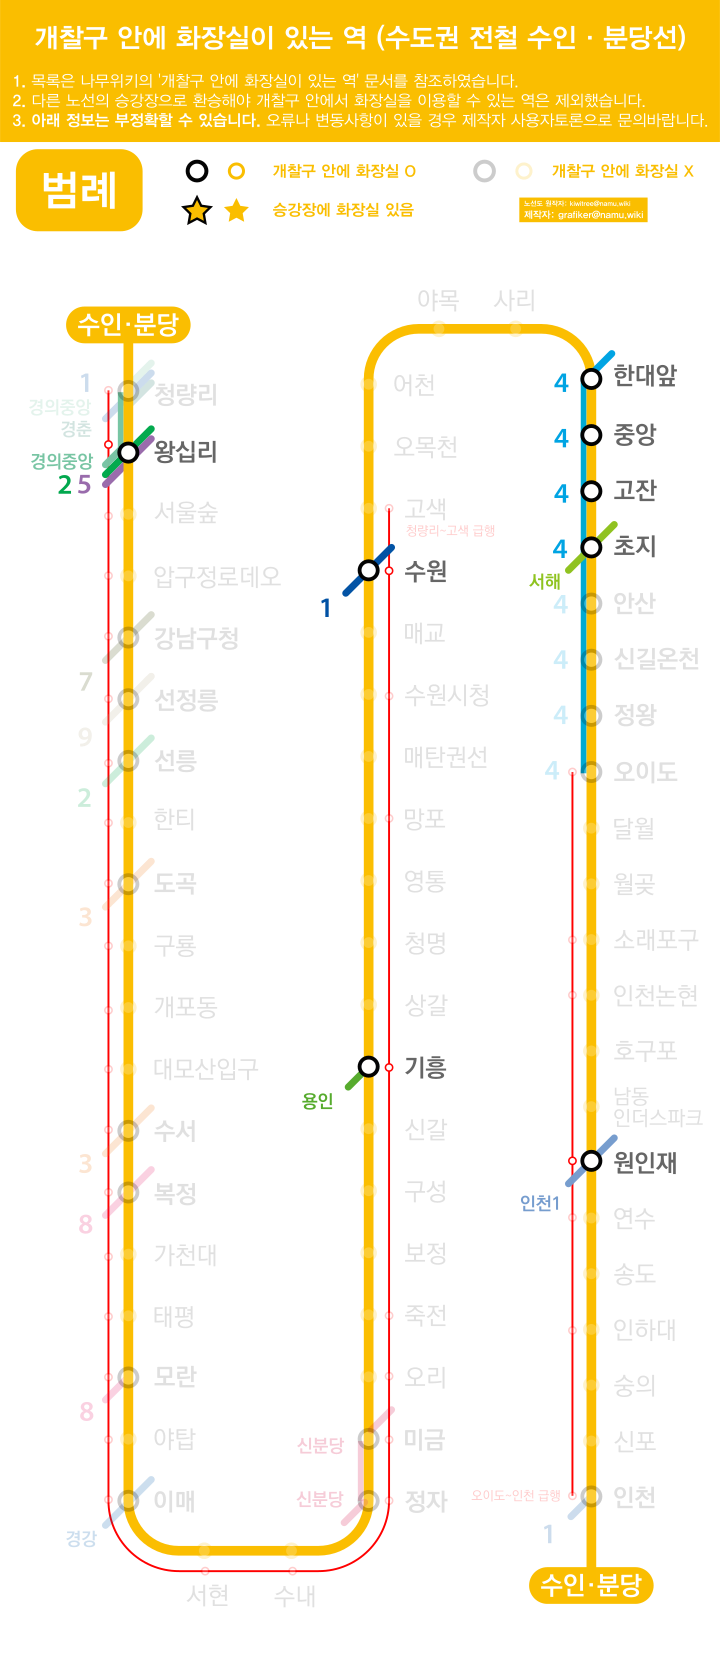 개찰구 안에 화장실이 있는 역 (수도권 전철 수인 · 분당선)
1. 목록은 나무위키의 '개찰구 안에 화장실이 있는 역' 문서를 참조하였습니다.
2. 다른 노선의 승강장으로 환승해야 개찰구 안에서 화장실을 이용할 수 있는 역은 제외했습니다.
3. 아래 정보는 부정확할 수 있습니다. 오류나 변동사항이 있을 경우 제작자 사용자토론으로 문의바랍니다.
범례
개찰구 안에 화장실 O
개찰구 안에 화장실 X
승강장에 화장실 있음
노선도 원작자: kiwitree@namu.wiki
제작자: grafiker@namu.wiki
수인·분당
1
경의중앙
경춘
청량리
경의중앙
2 5
왕십리
서울숲
압구정로데오
강남구청
7
선정릉
9
선릉
2
한티
도곡
3
구룡
개포동
대모산입구
수서
3
복정
8
가천대
태평
모란
8
야탑
이매
경강
서현
수내
정자
신분당
미금
신분당
오리
죽전
보정
구성
신갈
기흥
용인
상갈
청명
영통
망포
매탄권선
수원시청
매교
수원
1
고색
청량리-고색 급행
오목천
어천
야목
사리
4
한대앞
4
중앙
4
고잔
4
초지
서해
4
안산
4
신길온천
4
정왕
4
오이도
달월
월곶
소래포구
인천논현
호구포
남동
인더스파크
원인재
인천1
연수
송도
인하대
숭의
신포
오이도-인천 급행
인천
1
수인·분당